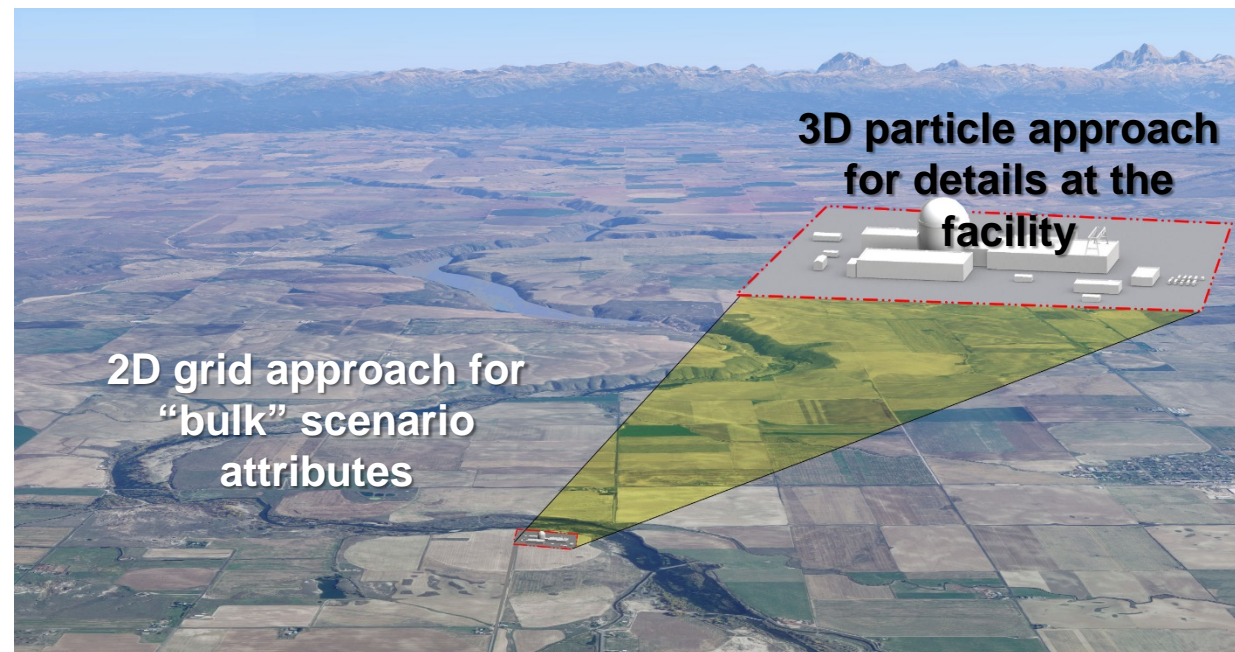 3D particle approach
for details at the
facility
2D grid approach for
“bulk” scenario
attributes